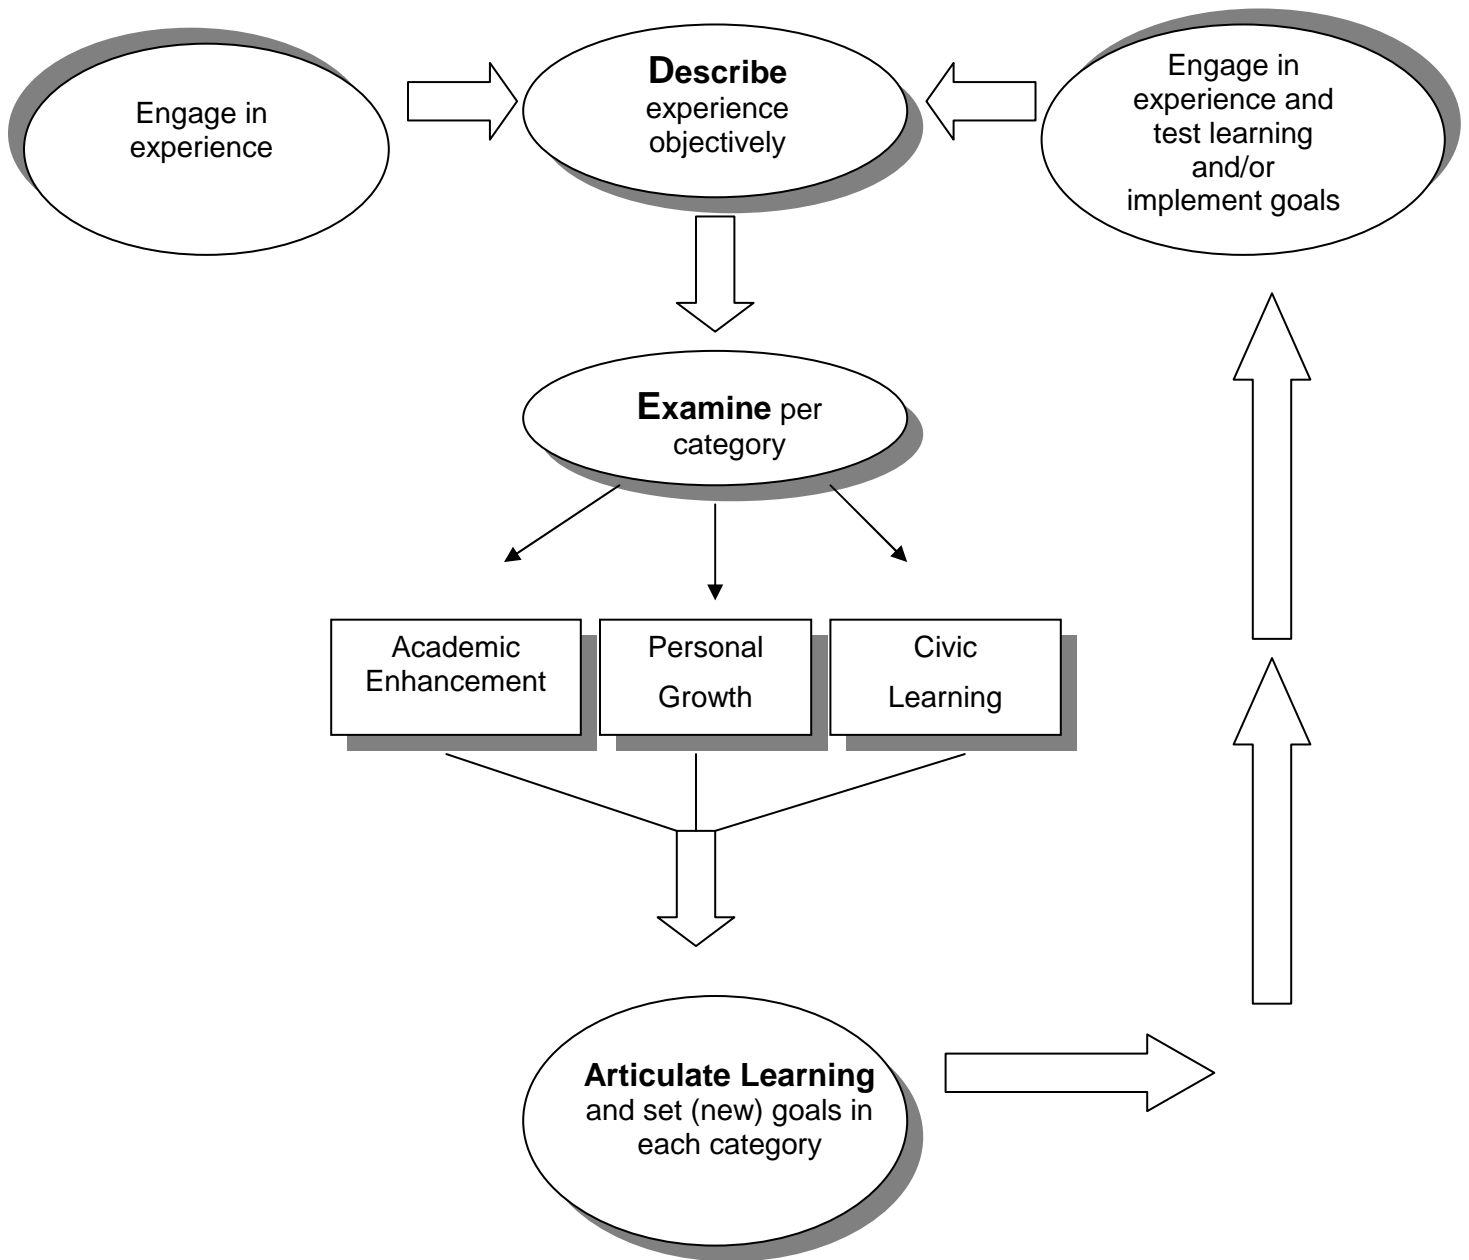 Engage in
experience
Describe
experience
objectively
Engage in
experience and
test learning
and/or
implement goals
Examine per
category
Academic
Enhancement
Personal
Growth
Civic
Learning
Articulate Learning
and set (new) goals in
each category